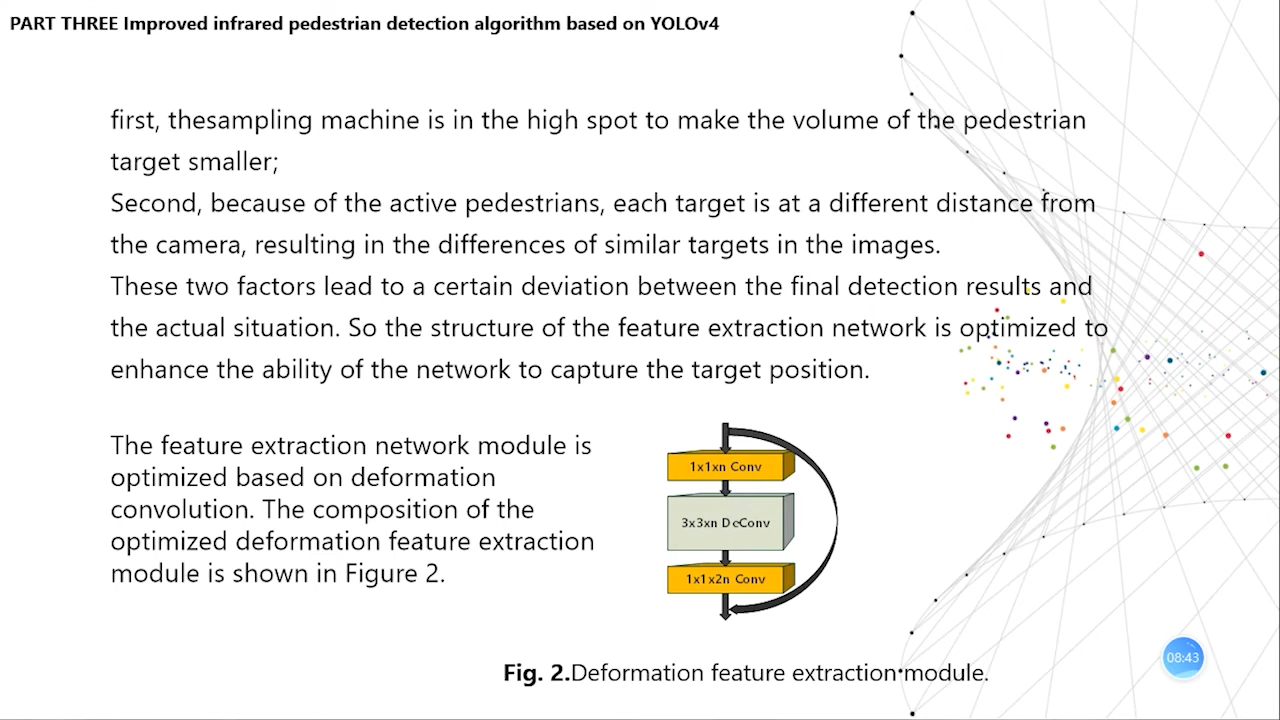 PART THREE Improved infrared pedestrian detection algorithm based on YOLOv4
first, thesampling machine is in the high spot to make the volume of the pedestrian
target smaller;
Second, because of the active pedestrians, each target is at a different distance from
the camera, resulting in the differences of similar targets in the images.
These two factors lead to a certain deviation between the final detection results and
the actual situation. So the structure of the feature extraction network is optimized to
enhance the ability of the network to capture the target position.
The feature extraction network module is
optimized based on deformation
convolution. The composition of the
optimized deformation feature extraction
module is shown in Figure 2.
1x1xn Conv
3x3xn DeConv
1x1x2n Conv
Fig. 2.Deformation feature extraction module.
08:43